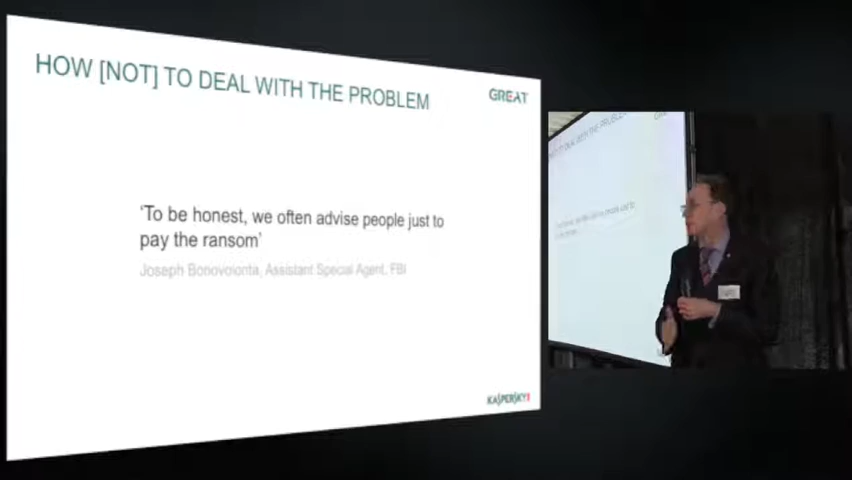 HOW [NOT] TO DEAL WITH THE PROBLEM
GREAT
'To be honest, we often advise people just to
pay the ransom'
Joseph Bonovolonta, Assistant Special Agent, FBI
KASPERSKY